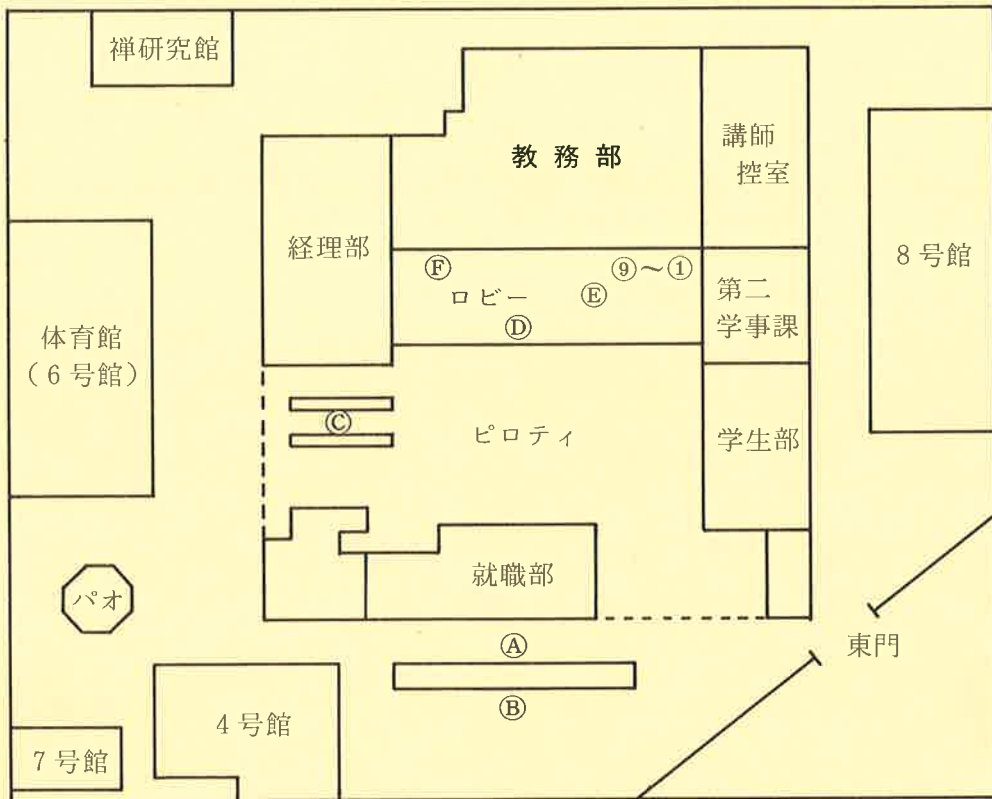 禅研究館
教務部
講師
控室
経理部
8号館
Ⓕ
⑨～①
ロビー
Ⓔ
Ⓓ
第二
学事課
体育館
(6号館)
Ⓒ
ピロティ
学生部
就職部
パオ
Ⓐ
東門
Ⓑ
4号館
7号館